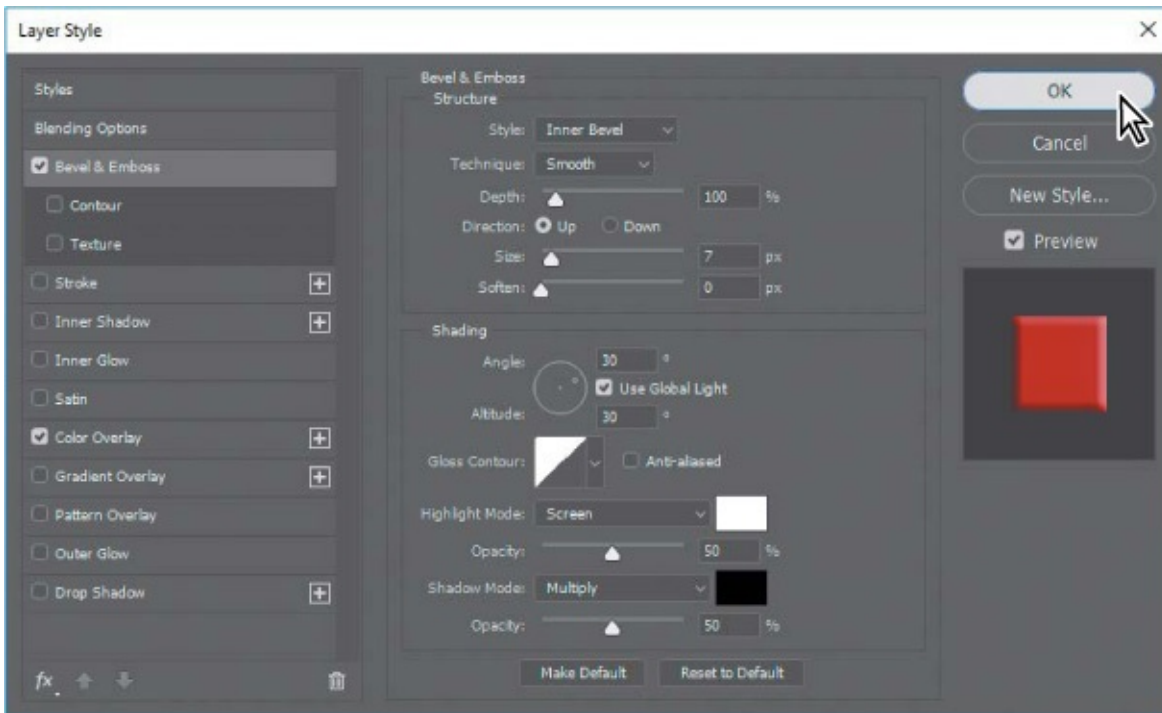 Layer Style
Styles
Blending Options
Bevel & Emboss
Contour
Texture
Stroke
Inner Shadow
Inner Glow
Satin
Color Overlay
Gradient Overlay
Pattern Overlay
Outer Glow
Drop Shadow
fx
Bevel & Emboss
Structure
Style: Inner Bevel
Technique: Smooth
Depth: 100 %
Direction: Up Down
Size: 7 px
Soften: 0 px
Shading
Angle: 30 °
Use Global Light
Altitude: 30 °
Gloss Contour: Anti-aliased
Highlight Mode: Screen
Opacity: 50 %
Shadow Mode: Multiply
Opacity: 50 %
Make Default Reset to Default
OK
Cancel
New Style...
Preview